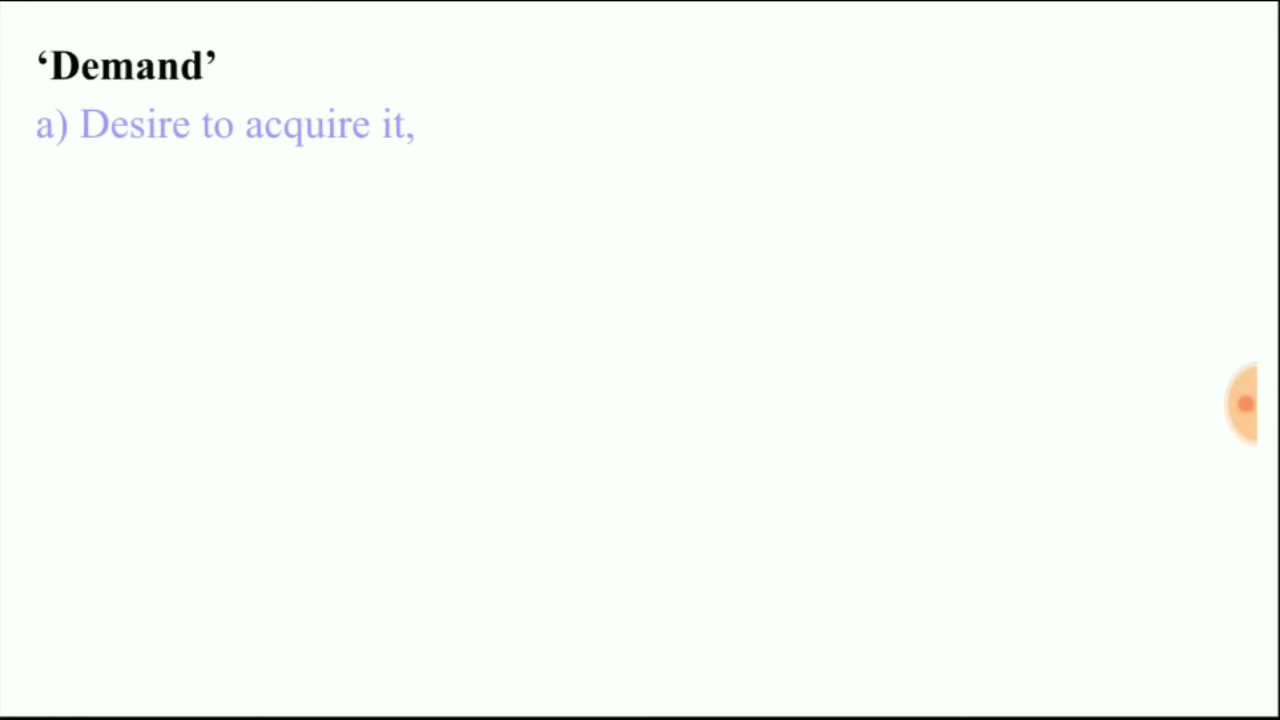 ‘Demand’
a) Desire to acquire it,